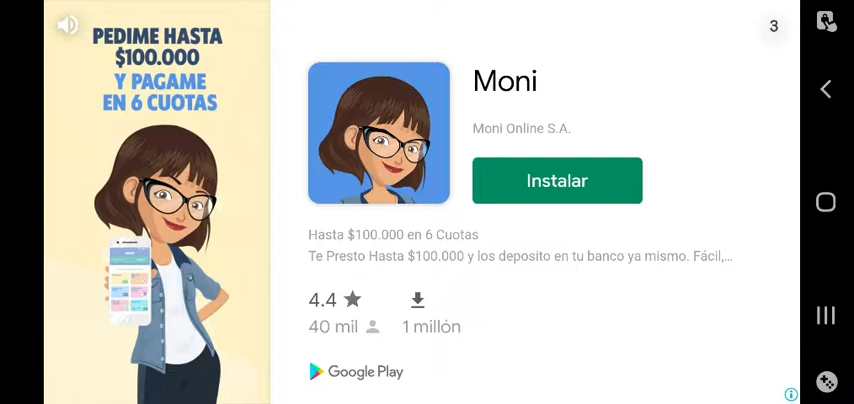 PEDIME HASTA
$100.000
Y PAGAME
EN 6 CUOTAS
3
Moni
Moni Online S.A.
Instalar
Hasta $100.000 en 6 Cuotas
Te Presto Hasta $100.000 y los deposito en tu banco ya mismo. Fácil,...
4.4
40 mil
1 millón
Google Play